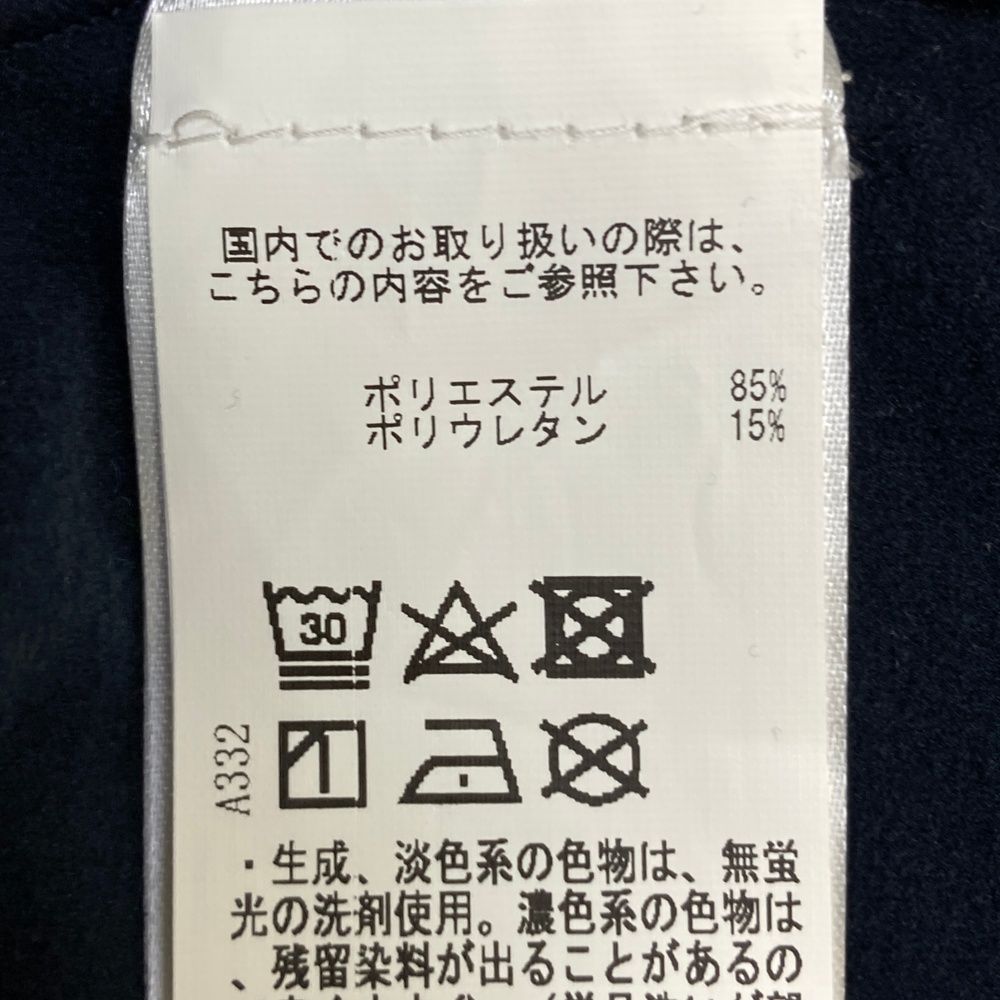 国内でのお取り扱いの際は、
こちらの内容をご参照下さい。
ポリエステル 85%
ポリウレタン 15%
30
A332
・生成、淡色系の色物は、無蛍
光の洗剤使用。濃色系の色物は
、残留染料が出ることがあるの